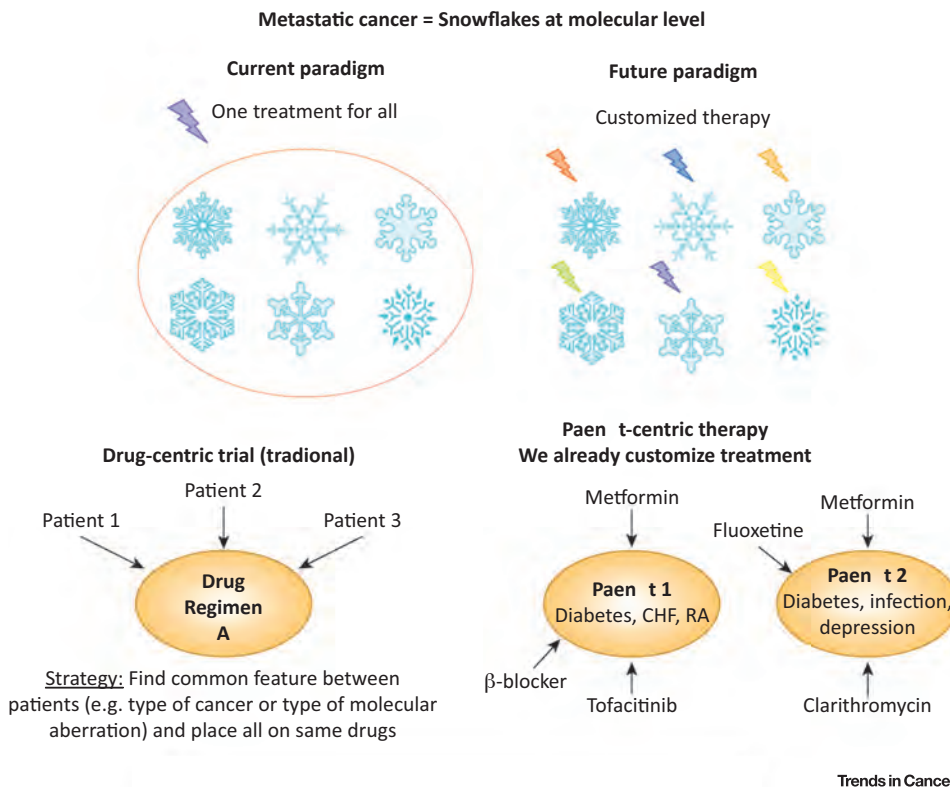 Metastatic cancer = Snowflakes at molecular level
Current paradigm
One treatment for all
Future paradigm
Customized therapy
Drug-centric trial (tradional)
Patient 1
Patient 2
Patient 3
Drug
Regimen
A
Strategy: Find common feature between
patients (e.g. type of cancer or type of molecular
aberration) and place all on same drugs
Paen t-centric therapy
We already customize treatment
Metformin
Paen t 1
Diabetes, CHF, RA
β-blocker
Tofacitinib
Metformin
Fluoxetine
Paen t 2
Diabetes, infection,
depression
Clarithromycin
Trends in Cance